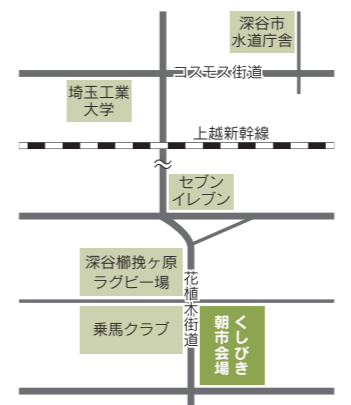 深谷市
水道庁舎
コスモス街道
埼玉工業
大学
上越新幹線
セブン
イレブン
深谷櫛挽ヶ原
ラグビー場
花植木街道
乗馬クラブ
くしびき
朝市会場